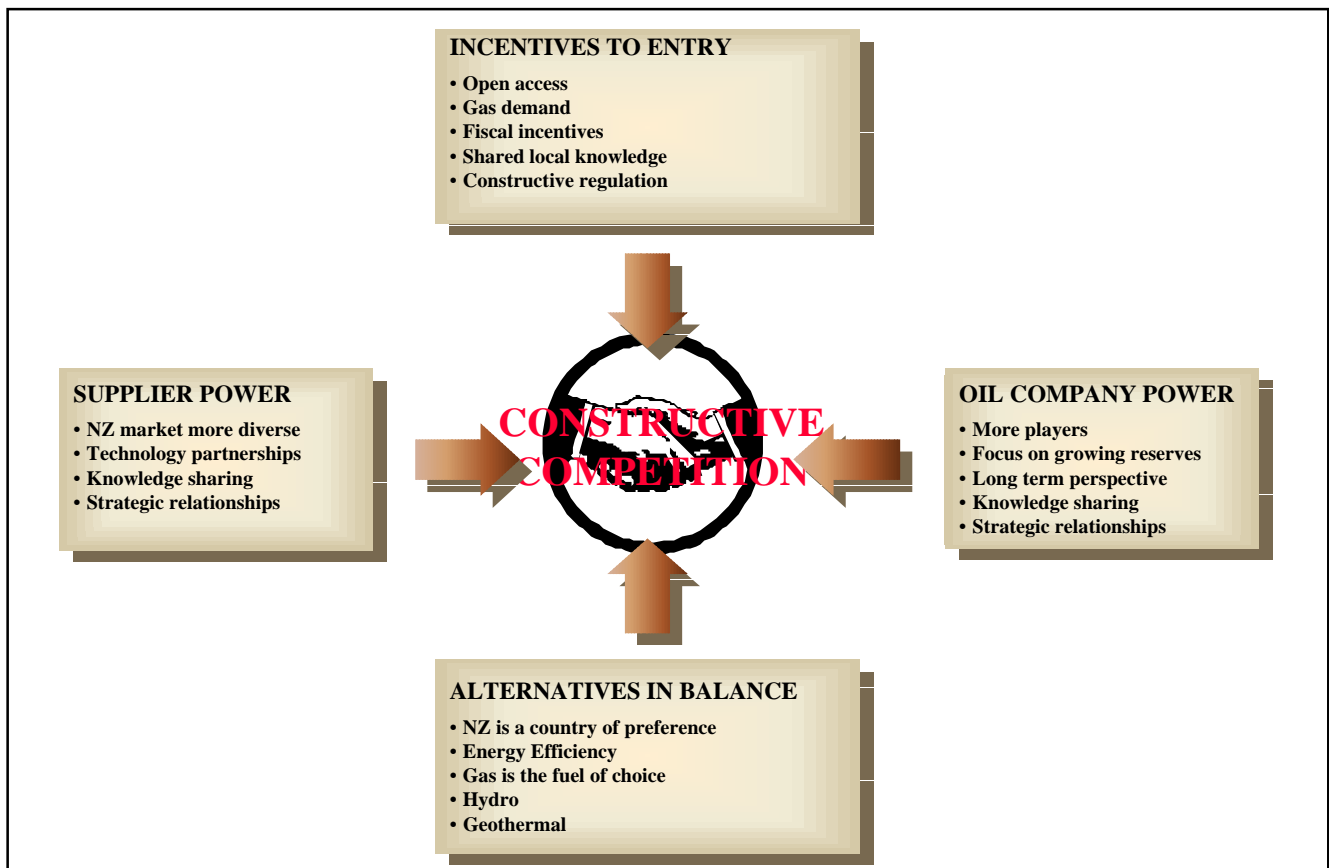 INCENTIVES TO ENTRY
• Open access
• Gas demand
• Fiscal incentives
• Shared local knowledge
• Constructive regulation
SUPPLIER POWER
• NZ market more diverse
• Technology partnerships
• Knowledge sharing
• Strategic relationships
CONSTRUCTIVE
COMPETITION
OIL COMPANY POWER
• More players
• Focus on growing reserves
• Long term perspective
• Knowledge sharing
• Strategic relationships
ALTERNATIVES IN BALANCE
• NZ is a country of preference
• Energy Efficiency
• Gas is the fuel of choice
• Hydro
• Geothermal